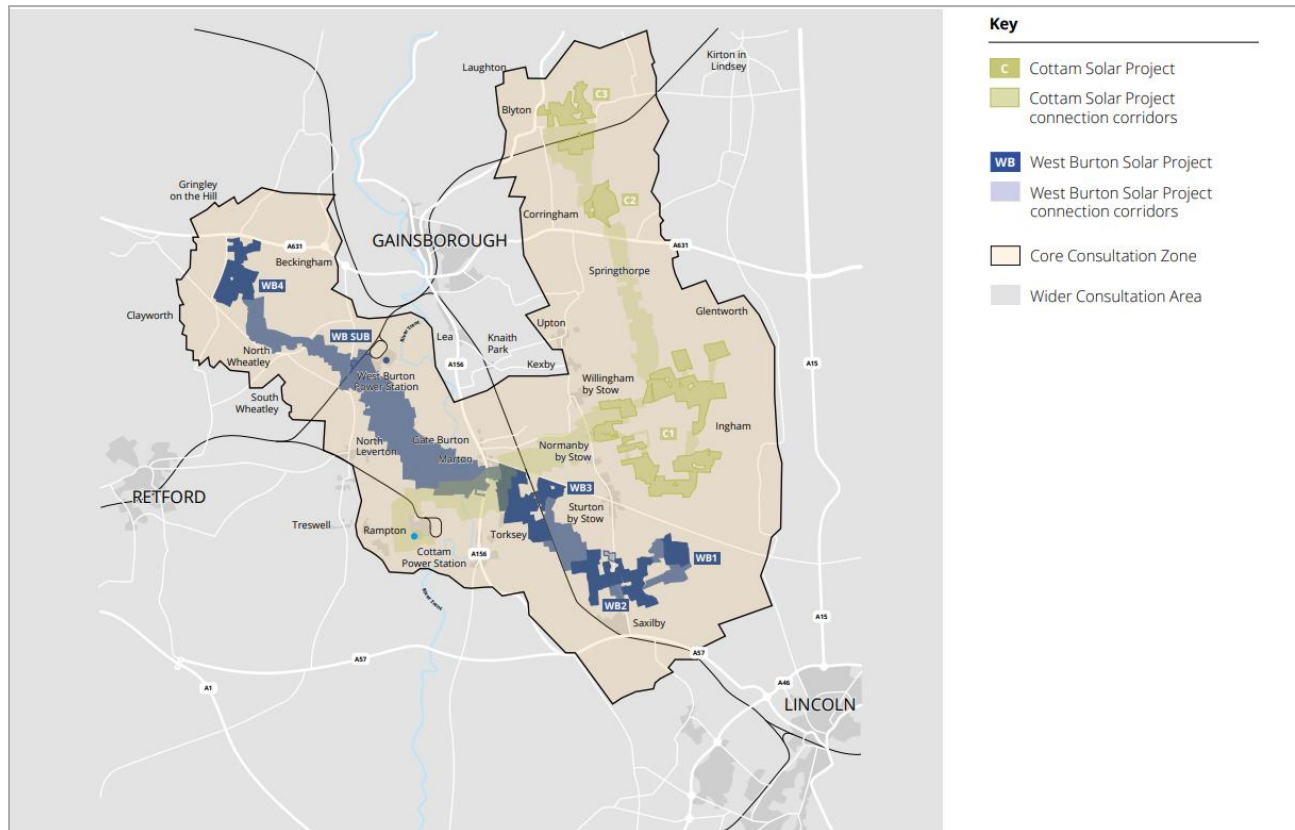 Key
C Cottam Solar Project
Cottam Solar Project
connection corridors
WB West Burton Solar Project
West Burton Solar Project
connection corridors
Core Consultation Zone
Wider Consultation Area
Kirton in
Lindsey
Laughton
C3
Blyton
Gringley
on the Hill
C2
Corringham
GAINSBOROUGH
A631
A631
Beckingham
Springthorpe
WB4
Clayworth
Glentworth
A15
WB SUB
River Trent
Lea
Upton
Knaith
Park
North
Wheatley
A156
Kexby
West Burton
Power Station
Willingham
by Stow
South
Wheatley
Ingham
C1
North
Leverton
Gate Burton
Normanby
by Stow
Marton
RETFORD
WB3
Sturton
by Stow
Treswell
Rampton
Torksey
Cottam
Power Station
A156
WB1
River Trent
WB2
Saxilby
A15
A57
A57
A1
A46
LINCOLN